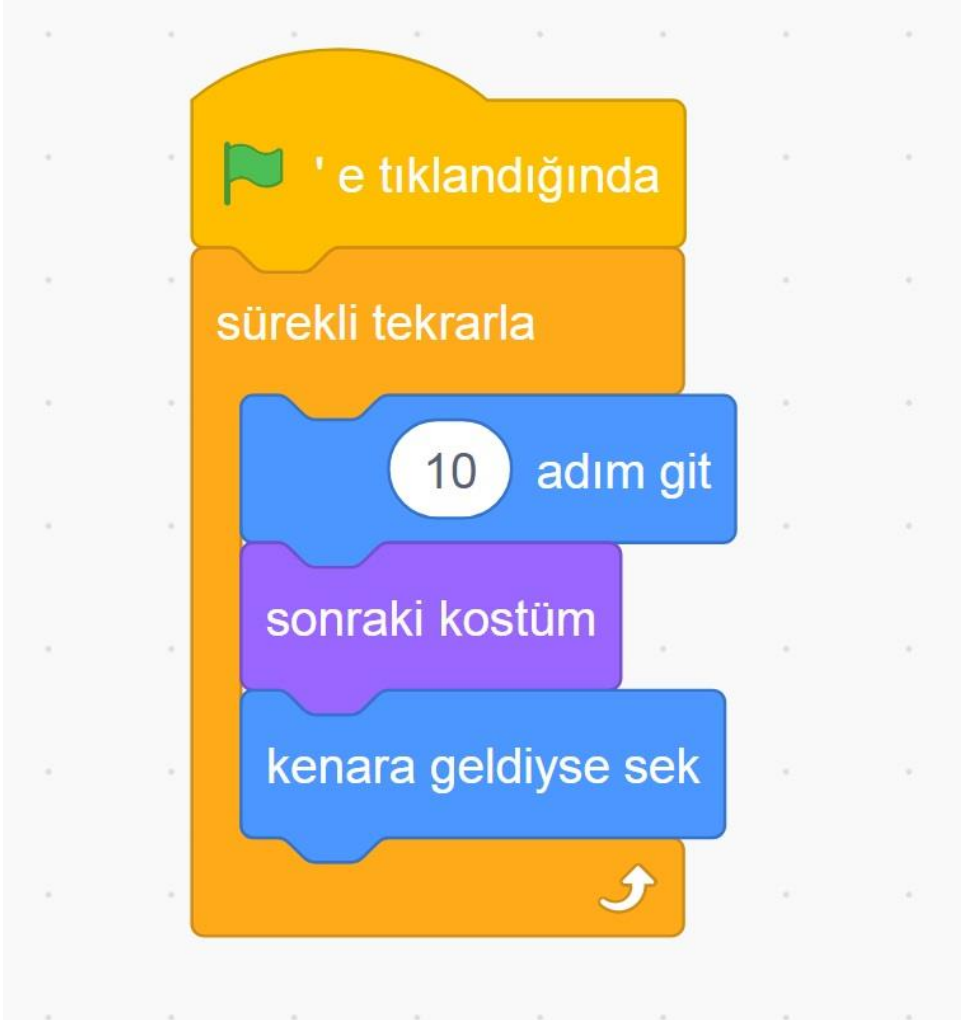 ' e tıklandığında
sürekli tekrarla
10 adım git
sonraki kostüm
kenara geldiyse sek